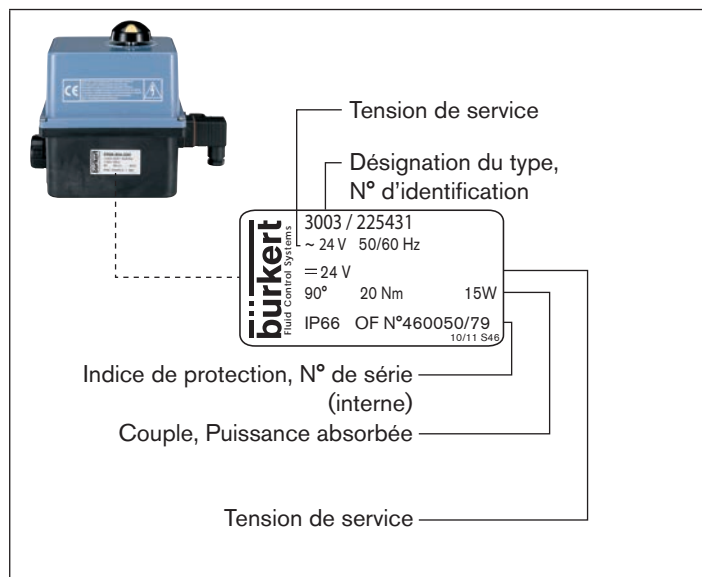 CE
Tension de service
Désignation du type,
N° d'identification
bürkert
Fluid Control Systems
3003 / 225431
~ 24 V 50/60 Hz
⎓ 24 V
90° 20 Nm 15W
IP66 OF N°460050/79
10/11 S46
Indice de protection, N° de série
(interne)
Couple, Puissance absorbée
Tension de service